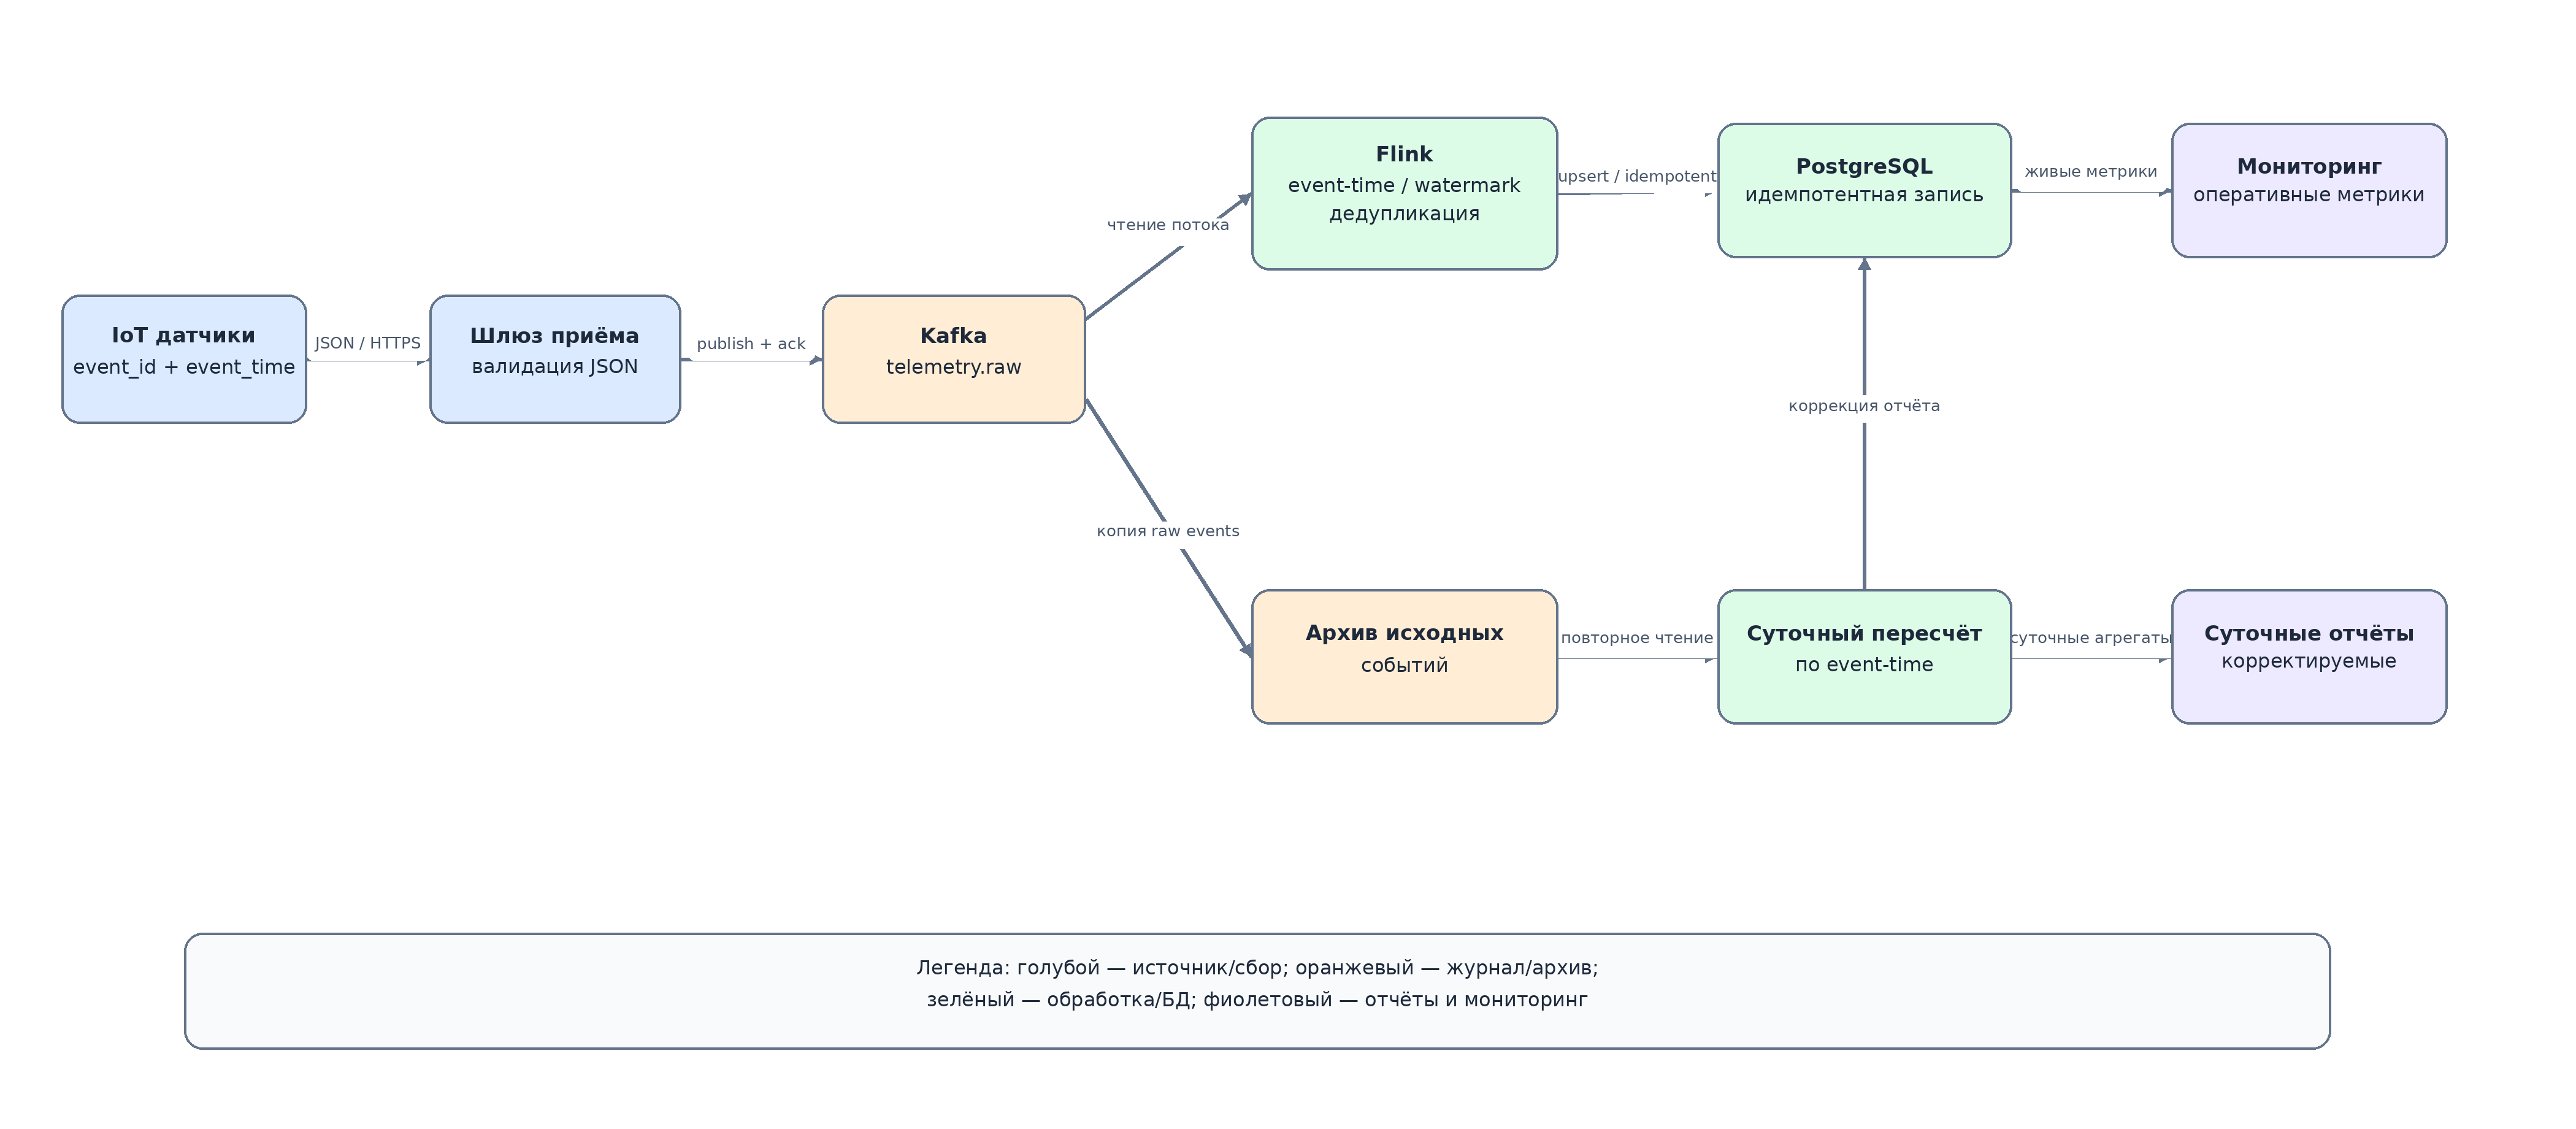 IoT датчики
event_id + event_time
JSON / HTTPS
Шлюз приёма
валидация JSON
publish + ack
Kafka
telemetry.raw
чтение потока
Flink
event-time / watermark
дедупликация
upsert / idempotent
PostgreSQL
идемпотентная запись
живые метрики
Мониторинг
оперативные метрики
коррекция отчёта
копия raw events
Архив исходных
событий
повторное чтение
Суточный пересчёт
по event-time
суточные агрегаты
Суточные отчёты
корректируемые
Легенда: голубой — источник/сбор; оранжевый — журнал/архив;
зелёный — обработка/БД; фиолетовый — отчёты и мониторинг